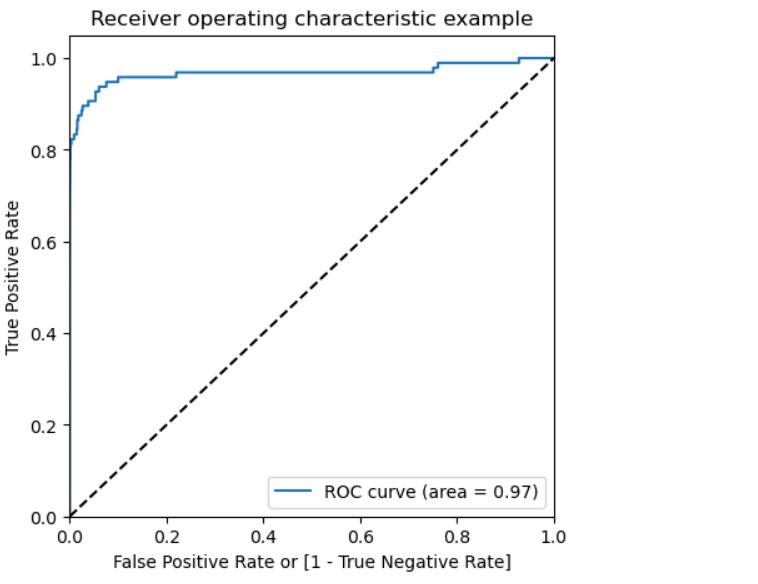 Receiver operating characteristic example
1.0
0.8
0.6
0.4
0.2
0.0
True Positive Rate
ROC curve (area = 0.97)
0.0 0.2 0.4 0.6 0.8 1.0
False Positive Rate or [1 - True Negative Rate]